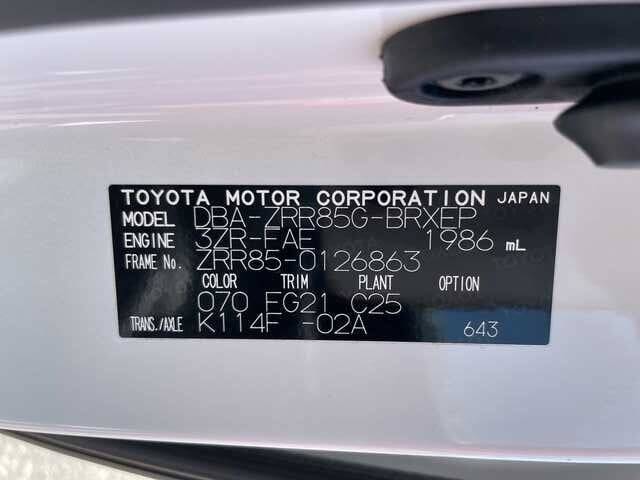 TOYOTA MOTOR CORPORATION JAPAN
MODEL DBA-ZRR85G-BRXEP
ENGINE 3ZR-FAE 1986 mL
FRAME No. ZRR85-0126863
COLOR TRIM PLANT OPTION
070 FG21 C25
TRANS./AXLE K114F -02A 643